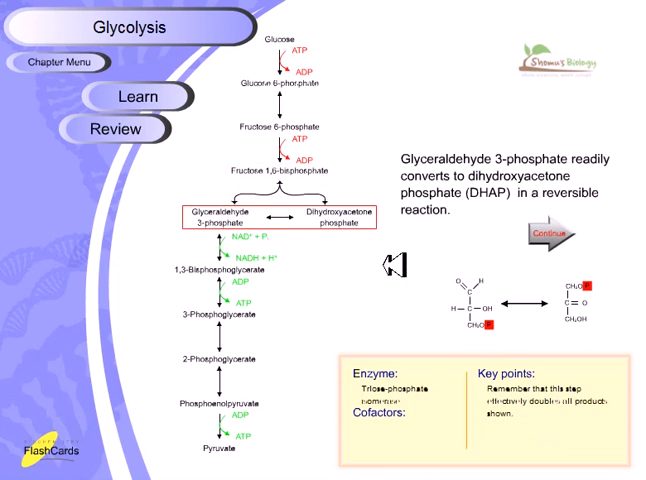 Glycolysis
Chapter Menu
Learn
Review
Glucose
ATP
ADP
Glucose 6-phosphate
Fructose 6-phosphate
ATP
ADP
Fructose 1,6-bisphosphate
Glyceraldehyde
3-phosphate
Dihydroxyacetone
phosphate
NAD⁺ + Pᵢ
NADH + H⁺
1,3-Bisphosphoglycerate
ADP
ATP
3-Phosphoglycerate
2-Phosphoglycerate
Phosphoenolpyruvate
ADP
ATP
Pyruvate
Shomu's Biology
Glyceraldehyde 3-phosphate readily
converts to dihydroxyacetone
phosphate (DHAP) in a reversible
reaction.
Continue
O H
C
H C OH
CH₂O P
CH₂O P
C O
CH₂OH
Enzyme:
Triose-phosphate
isomerase
Cofactors:
Key points:
Remember that this step
effectively doubles all products
shown.
FlashCards